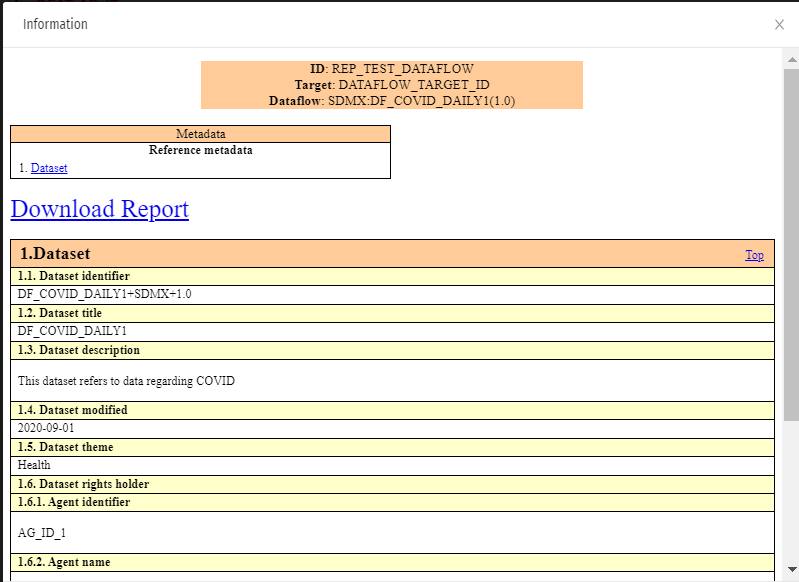 Information
ID: REP_TEST_DATAFLOW
Target: DATAFLOW_TARGET_ID
Dataflow: SDMX:DF_COVID_DAILY1(1.0)
Metadata
Reference metadata
1. Dataset
Download Report
1.Dataset Top
1.1. Dataset identifier
DF_COVID_DAILY1+SDMX+1.0
1.2. Dataset title
DF_COVID_DAILY1
1.3. Dataset description
This dataset refers to data regarding COVID
1.4. Dataset modified
2020-09-01
1.5. Dataset theme
Health
1.6. Dataset rights holder
1.6.1. Agent identifier
AG_ID_1
1.6.2. Agent name